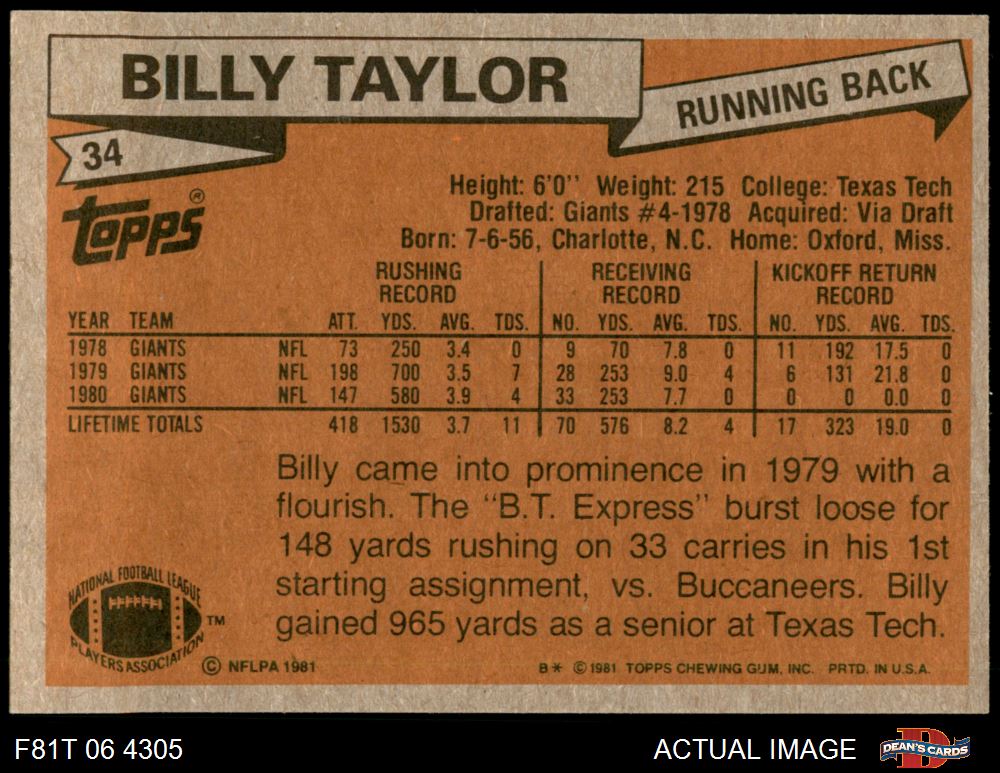 BILLY TAYLOR
RUNNING BACK
34
Topps®
Height: 6'0'' Weight: 215 College: Texas Tech
Drafted: Giants #4-1978 Acquired: Via Draft
Born: 7-6-56, Charlotte, N.C. Home: Oxford, Miss.
RUSHING RECORD RECEIVING RECORD KICKOFF RETURN RECORD
YEAR TEAM ATT. YDS. AVG. TDS. NO. YDS. AVG. TDS. NO. YDS. AVG. TDS.
1978 GIANTS NFL 73 250 3.4 0 9 70 7.8 0 11 192 17.5 0
1979 GIANTS NFL 198 700 3.5 7 28 253 9.0 4 6 131 21.8 0
1980 GIANTS NFL 147 580 3.9 4 33 253 7.7 0 0 0 0.0 0
LIFETIME TOTALS 418 1530 3.7 11 70 576 8.2 4 17 323 19.0 0
Billy came into prominence in 1979 with a
flourish. The "B.T. Express" burst loose for
148 yards rushing on 33 carries in his 1st
starting assignment, vs. Buccaneers. Billy
gained 965 yards as a senior at Texas Tech.
NATIONAL FOOTBALL LEAGUE
PLAYERS ASSOCIATION ™
© NFLPA 1981 B* © 1981 TOPPS CHEWING GUM, INC. PRTD. IN U.S.A.
F81T 06 4305 ACTUAL IMAGE DEAN'S CARDS